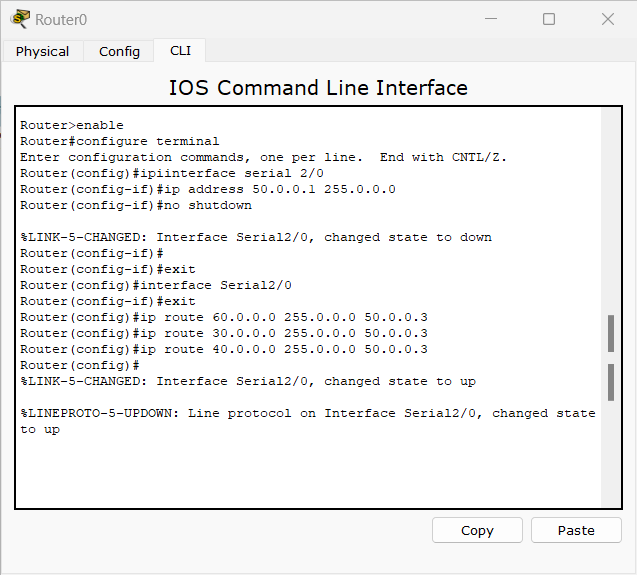 Router0
Physical Config CLI
IOS Command Line Interface
Router>enable
Router#configure terminal
Enter configuration commands, one per line.  End with CNTL/Z.
Router(config)#ipiinterface serial 2/0
Router(config-if)#ip address 50.0.0.1 255.0.0.0
Router(config-if)#no shutdown
%LINK-5-CHANGED: Interface Serial2/0, changed state to down
Router(config-if)#
Router(config-if)#exit
Router(config)#interface Serial2/0
Router(config-if)#exit
Router(config)#ip route 60.0.0.0 255.0.0.0 50.0.0.3
Router(config)#ip route 30.0.0.0 255.0.0.0 50.0.0.3
Router(config)#ip route 40.0.0.0 255.0.0.0 50.0.0.3
Router(config)#
%LINK-5-CHANGED: Interface Serial2/0, changed state to up
%LINEPROTO-5-UPDOWN: Line protocol on Interface Serial2/0, changed state
to up
Copy Paste